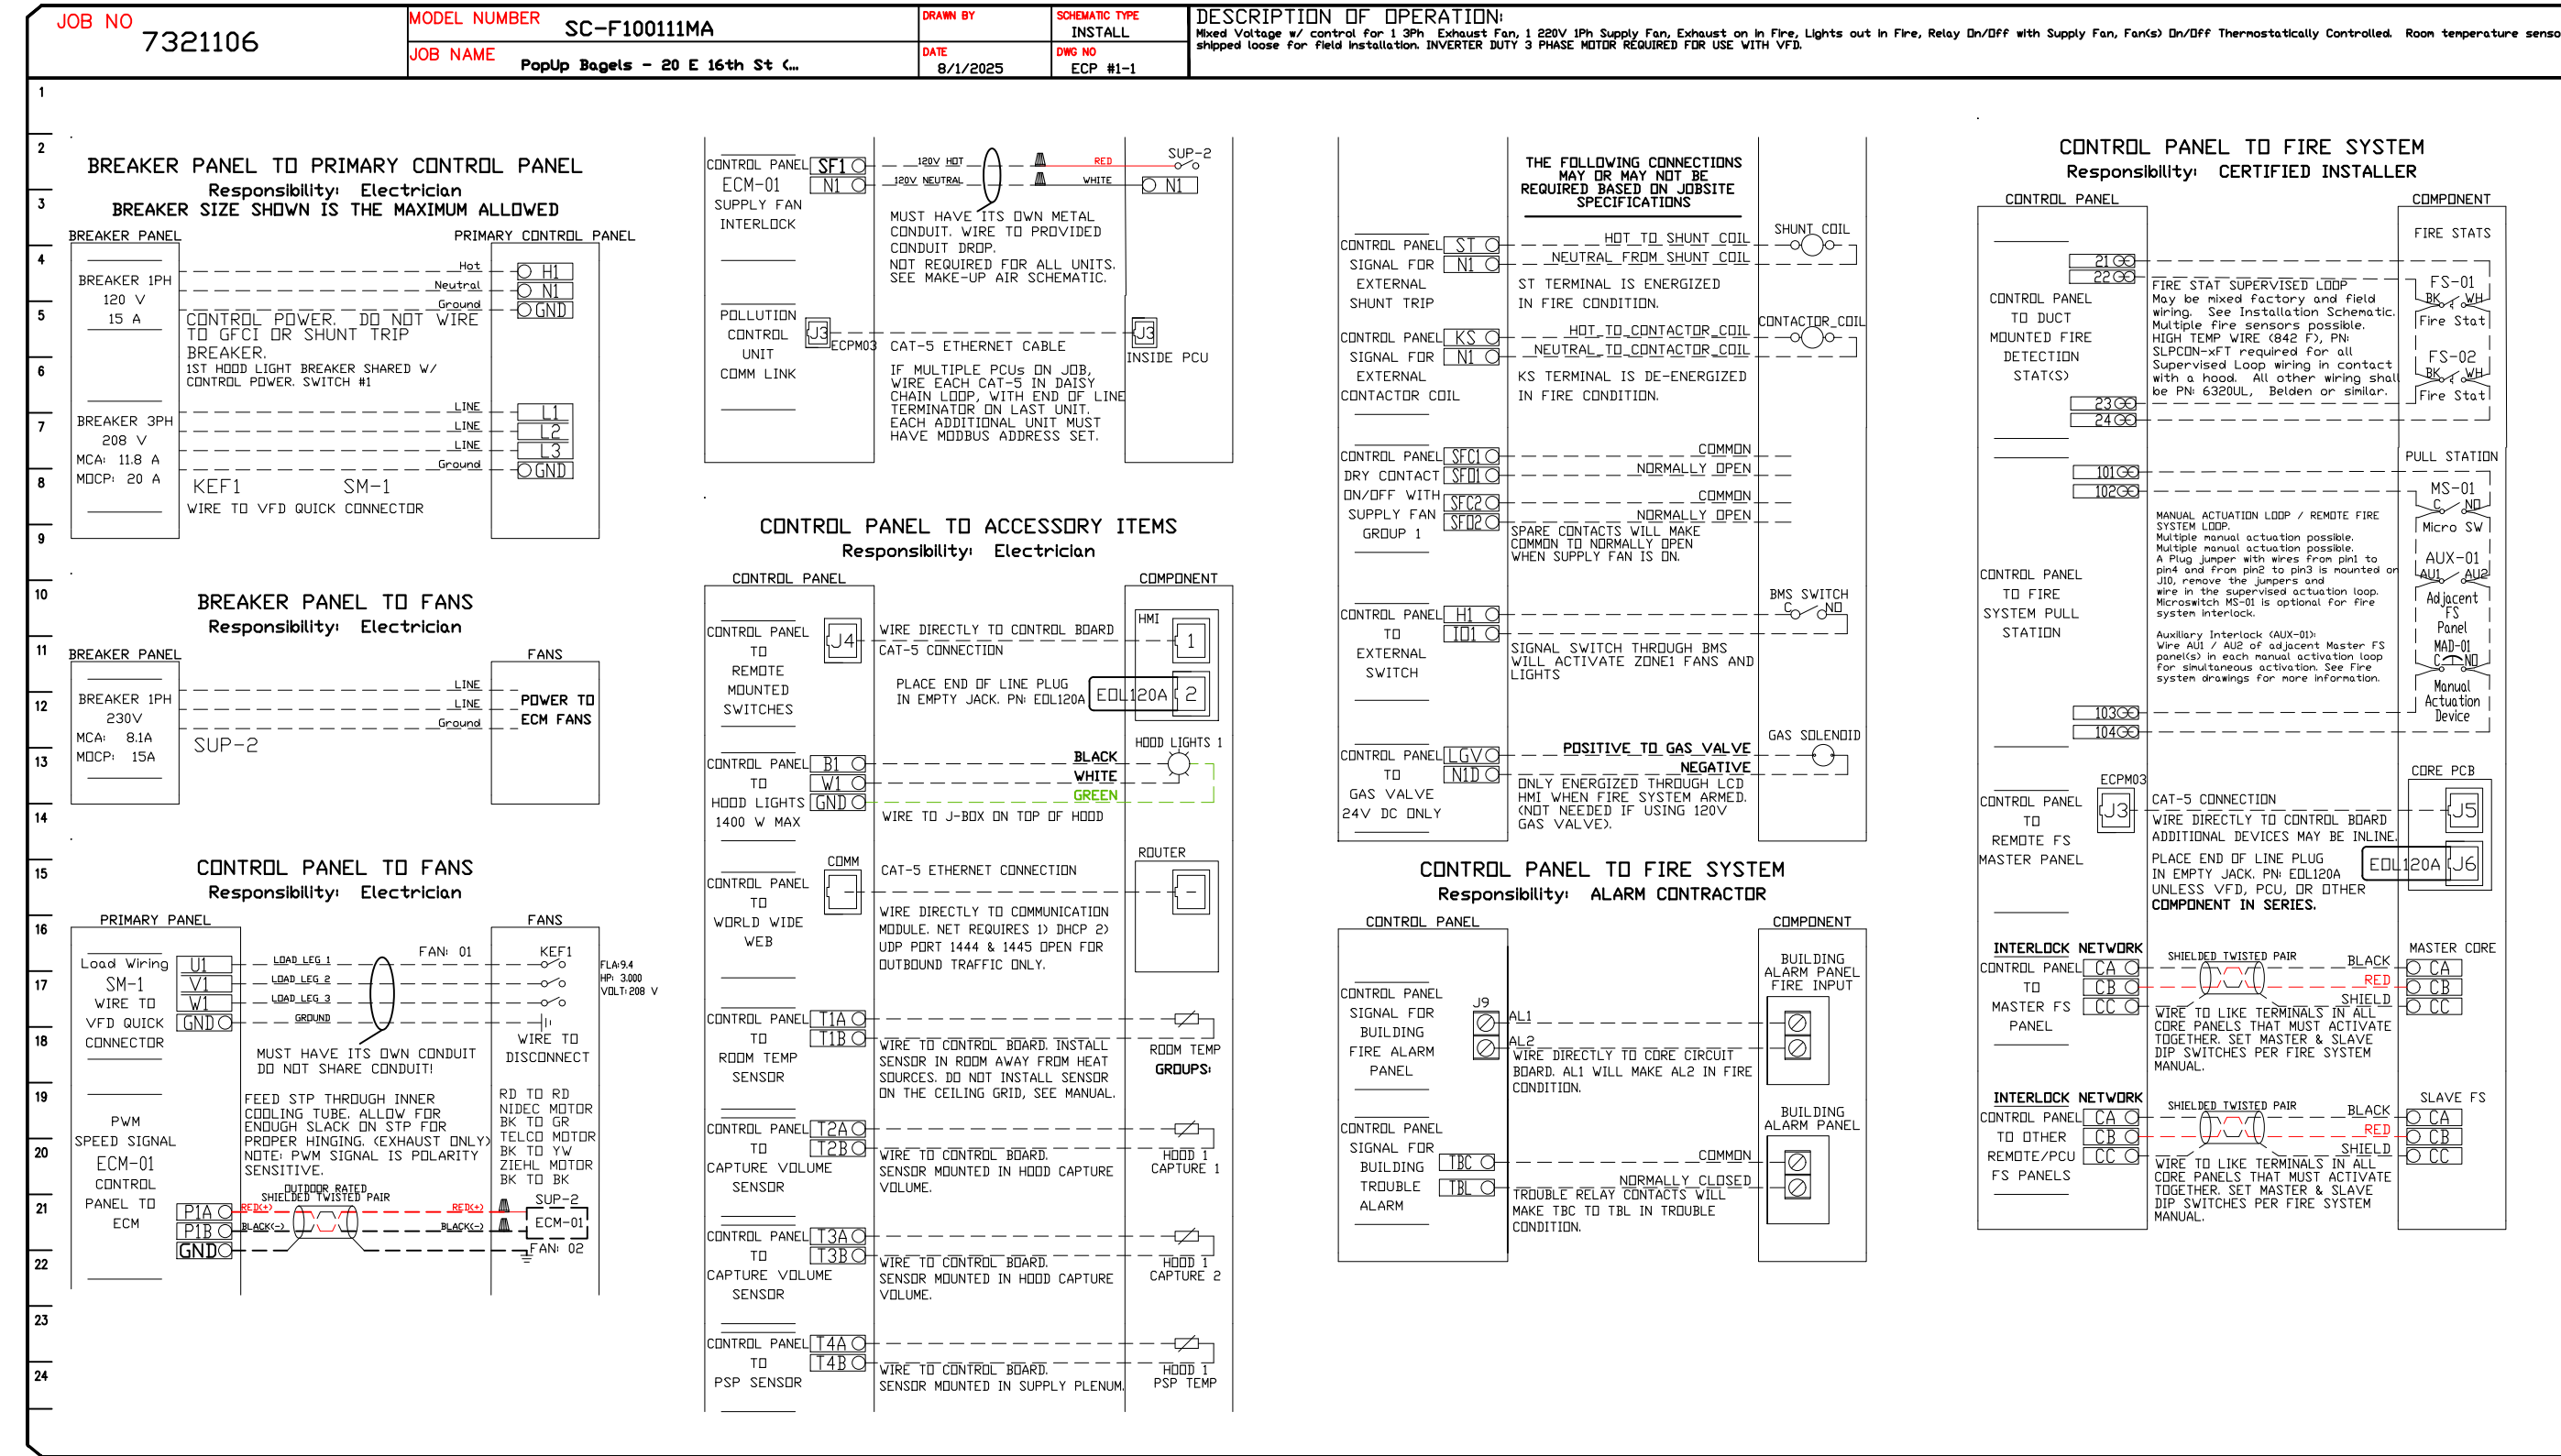 JOB NO
7321106
MODEL NUMBER
SC-F100111MA
JOB NAME
PopUp Bagels - 20 E 16th St (...
DRAWN BY
DATE
8/1/2025
SCHEMATIC TYPE
INSTALL
DWG NO
ECP #1-1
DESCRIPTION OF OPERATION:
Mixed Voltage w/ control for 1 3Ph Exhaust Fan, 1 220V 1Ph Supply Fan, Exhaust on in Fire, Lights out in Fire, Relay On/Off with Supply Fan, Fan(s) On/Off Thermostatically Controlled. Room temperature senso
shipped loose for field installation. INVERTER DUTY 3 PHASE MOTOR REQUIRED FOR USE WITH VFD.
1
2
3
4
5
6
7
8
9
10
11
12
13
14
15
16
17
18
19
20
21
22
23
24
BREAKER PANEL TO PRIMARY CONTROL PANEL
Responsibility: Electrician
BREAKER SIZE SHOWN IS THE MAXIMUM ALLOWED
BREAKER PANEL
PRIMARY CONTROL PANEL
BREAKER 1PH
120 V
15 A
Hot
H1
Neutral
N1
Ground
GND
CONTROL POWER. DO NOT WIRE
TO GFCI OR SHUNT TRIP
BREAKER.
1ST HOOD LIGHT BREAKER SHARED W/
CONTROL POWER. SWITCH #1
BREAKER 3PH
208 V
MCA: 11.8 A
MOCP: 20 A
LINE
L1
LINE
L2
LINE
L3
Ground
GND
KEF1
SM-1
WIRE TO VFD QUICK CONNECTOR
BREAKER PANEL TO FANS
Responsibility: Electrician
BREAKER PANEL
FANS
BREAKER 1PH
230V
MCA: 8.1A
MOCP: 15A
LINE
LINE
Ground
POWER TO
ECM FANS
SUP-2
CONTROL PANEL TO FANS
Responsibility: Electrician
PRIMARY PANEL
FANS
Load Wiring
SM-1
WIRE TO
VFD QUICK
CONNECTOR
U1
V1
W1
GND
LOAD LEG 1
LOAD LEG 2
LOAD LEG 3
GROUND
FAN: 01
KEF1
FLA:9.4
HP: 3.000
VOLT: 208 V
WIRE TO
DISCONNECT
MUST HAVE ITS OWN CONDUIT
DO NOT SHARE CONDUIT!
PWM
SPEED SIGNAL
ECM-01
CONTROL
PANEL TO
ECM
FEED STP THROUGH INNER
COOLING TUBE. ALLOW FOR
ENOUGH SLACK ON STP FOR
PROPER HINGING. (EXHAUST ONLY)
NOTE: PWM SIGNAL IS POLARITY
SENSITIVE.
RD TO RD
NIDEC MOTOR
BK TO GR
TELCO MOTOR
BK TO YW
ZIEHL MOTOR
BK TO BK
OUTDOOR RATED
SHIELDED TWISTED PAIR
P1A
P1B
GND
RED(+)
BLACK(-)
RED(+)
BLACK(-)
SUP-2
ECM-01
FAN: 02
CONTROL PANEL
ECM-01
SUPPLY FAN
INTERLOCK
SF1
N1
120V HOT
120V NEUTRAL
RED
WHITE
SUP-2
N1
MUST HAVE ITS OWN METAL
CONDUIT. WIRE TO PROVIDED
CONDUIT DROP.
NOT REQUIRED FOR ALL UNITS.
SEE MAKE-UP AIR SCHEMATIC.
POLLUTION
CONTROL
UNIT
COMM LINK
J3
ECPM03
CAT-5 ETHERNET CABLE
J3
INSIDE PCU
IF MULTIPLE PCUs ON JOB,
WIRE EACH CAT-5 IN DAISY
CHAIN LOOP, WITH END OF LINE
TERMINATOR ON LAST UNIT.
EACH ADDITIONAL UNIT MUST
HAVE MODBUS ADDRESS SET.
CONTROL PANEL TO ACCESSORY ITEMS
Responsibility: Electrician
CONTROL PANEL
COMPONENT
CONTROL PANEL
TO
REMOTE
MOUNTED
SWITCHES
J4
WIRE DIRECTLY TO CONTROL BOARD
CAT-5 CONNECTION
HMI
1
PLACE END OF LINE PLUG
IN EMPTY JACK. PN: EOL120A
EOL120A
2
CONTROL PANEL
TO
HOOD LIGHTS
1400 W MAX
B1
W1
GND
BLACK
WHITE
GREEN
HOOD LIGHTS 1
WIRE TO J-BOX ON TOP OF HOOD
CONTROL PANEL
TO
WORLD WIDE
WEB
COMM
CAT-5 ETHERNET CONNECTION
ROUTER
WIRE DIRECTLY TO COMMUNICATION
MODULE. NET REQUIRES 1) DHCP 2)
UDP PORT 1444 & 1445 OPEN FOR
OUTBOUND TRAFFIC ONLY.
CONTROL PANEL
TO
ROOM TEMP
SENSOR
T1A
T1B
WIRE TO CONTROL BOARD. INSTALL
SENSOR IN ROOM AWAY FROM HEAT
SOURCES. DO NOT INSTALL SENSOR
ON THE CEILING GRID, SEE MANUAL.
ROOM TEMP
GROUPS:
CONTROL PANEL
TO
CAPTURE VOLUME
SENSOR
T2A
T2B
WIRE TO CONTROL BOARD.
SENSOR MOUNTED IN HOOD CAPTURE
VOLUME.
HOOD 1
CAPTURE 1
CONTROL PANEL
TO
CAPTURE VOLUME
SENSOR
T3A
T3B
WIRE TO CONTROL BOARD.
SENSOR MOUNTED IN HOOD CAPTURE
VOLUME.
HOOD 1
CAPTURE 2
CONTROL PANEL
TO
PSP SENSOR
T4A
T4B
WIRE TO CONTROL BOARD.
SENSOR MOUNTED IN SUPPLY PLENUM.
HOOD 1
PSP TEMP
THE FOLLOWING CONNECTIONS
MAY OR MAY NOT BE
REQUIRED BASED ON JOBSITE
SPECIFICATIONS
CONTROL PANEL
SIGNAL FOR
EXTERNAL
SHUNT TRIP
ST
N1
HOT TO SHUNT COIL
NEUTRAL FROM SHUNT COIL
SHUNT COIL
ST TERMINAL IS ENERGIZED
IN FIRE CONDITION.
CONTROL PANEL
SIGNAL FOR
EXTERNAL
CONTACTOR COIL
KS
N1
HOT TO CONTACTOR COIL
NEUTRAL TO CONTACTOR COIL
CONTACTOR COIL
KS TERMINAL IS DE-ENERGIZED
IN FIRE CONDITION.
CONTROL PANEL
DRY CONTACT
ON/OFF WITH
SUPPLY FAN
GROUP 1
SFC1
SFO1
SFC2
SFO2
COMMON
NORMALLY OPEN
COMMON
NORMALLY OPEN
SPARE CONTACTS WILL MAKE
COMMON TO NORMALLY OPEN
WHEN SUPPLY FAN IS ON.
CONTROL PANEL
TO
EXTERNAL
SWITCH
H1
IO1
BMS SWITCH
C
NO
SIGNAL SWITCH THROUGH BMS
WILL ACTIVATE ZONE1 FANS AND
LIGHTS
CONTROL PANEL
TO
GAS VALVE
24V DC ONLY
LGV
N1D
POSITIVE TO GAS VALVE
NEGATIVE
GAS SOLENOID
ONLY ENERGIZED THROUGH LCD
HMI WHEN FIRE SYSTEM ARMED.
(NOT NEEDED IF USING 120V
GAS VALVE).
CONTROL PANEL TO FIRE SYSTEM
Responsibility: ALARM CONTRACTOR
CONTROL PANEL
COMPONENT
CONTROL PANEL
SIGNAL FOR
BUILDING
FIRE ALARM
PANEL
J9
AL1
AL2
BUILDING
ALARM PANEL
FIRE INPUT
WIRE DIRECTLY TO CORE CIRCUIT
BOARD. AL1 WILL MAKE AL2 IN FIRE
CONDITION.
CONTROL PANEL
SIGNAL FOR
BUILDING
TROUBLE
ALARM
TBC
TBL
COMMON
NORMALLY CLOSED
BUILDING
ALARM PANEL
TROUBLE RELAY CONTACTS WILL
MAKE TBC TO TBL IN TROUBLE
CONDITION.
CONTROL PANEL TO FIRE SYSTEM
Responsibility: CERTIFIED INSTALLER
CONTROL PANEL
COMPONENT
FIRE STATS
CONTROL PANEL
TO DUCT
MOUNTED FIRE
DETECTION
STAT(S)
21
22
23
24
FIRE STAT SUPERVISED LOOP
May be mixed factory and field
wiring. See Installation Schematic.
Multiple fire sensors possible.
HIGH TEMP WIRE (842 F), PN:
SLPCON-xFT required for all
Supervised Loop wiring in contact
with a hood. All other wiring shall
be PN: 6320UL, Belden or similar.
FS-01
BK
WH
Fire Stat
FS-02
BK
WH
Fire Stat
PULL STATION
101
102
103
104
CONTROL PANEL
TO FIRE
SYSTEM PULL
STATION
MANUAL ACTUATION LOOP / REMOTE FIRE
SYSTEM LOOP.
Multiple manual actuation possible.
Multiple manual actuation possible.
A Plug jumper with wires from pin1 to
pin4 and from pin2 to pin3 is mounted on
J10, remove the jumpers and
wire in the supervised actuation loop.
Microswitch MS-01 is optional for fire
system interlock.
Auxiliary Interlock (AUX-01):
Wire AU1 / AU2 of adjacent Master FS
panel(s) in each manual activation loop
for simultaneous activation. See Fire
system drawings for more information.
MS-01
C
NO
Micro SW
AUX-01
AU1
AU2
Adjacent
FS
Panel
MAD-01
C
NO
Manual
Actuation
Device
CONTROL PANEL
TO
REMOTE FS
MASTER PANEL
ECPM03
J3
CAT-5 CONNECTION
WIRE DIRECTLY TO CONTROL BOARD
ADDITIONAL DEVICES MAY BE INLINE.
PLACE END OF LINE PLUG
IN EMPTY JACK. PN: EOL120A
UNLESS VFD, PCU, OR OTHER
COMPONENT IN SERIES.
CORE PCB
J5
EOL120A
J6
INTERLOCK NETWORK
CONTROL PANEL
TO
MASTER FS
PANEL
CA
CB
CC
SHIELDED TWISTED PAIR
BLACK
RED
SHIELD
MASTER CORE
CA
CB
CC
WIRE TO LIKE TERMINALS IN ALL
CORE PANELS THAT MUST ACTIVATE
TOGETHER. SET MASTER & SLAVE
DIP SWITCHES PER FIRE SYSTEM
MANUAL.
INTERLOCK NETWORK
CONTROL PANEL
TO OTHER
REMOTE/PCU
FS PANELS
CA
CB
CC
SHIELDED TWISTED PAIR
BLACK
RED
SHIELD
SLAVE FS
CA
CB
CC
WIRE TO LIKE TERMINALS IN ALL
CORE PANELS THAT MUST ACTIVATE
TOGETHER. SET MASTER & SLAVE
DIP SWITCHES PER FIRE SYSTEM
MANUAL.